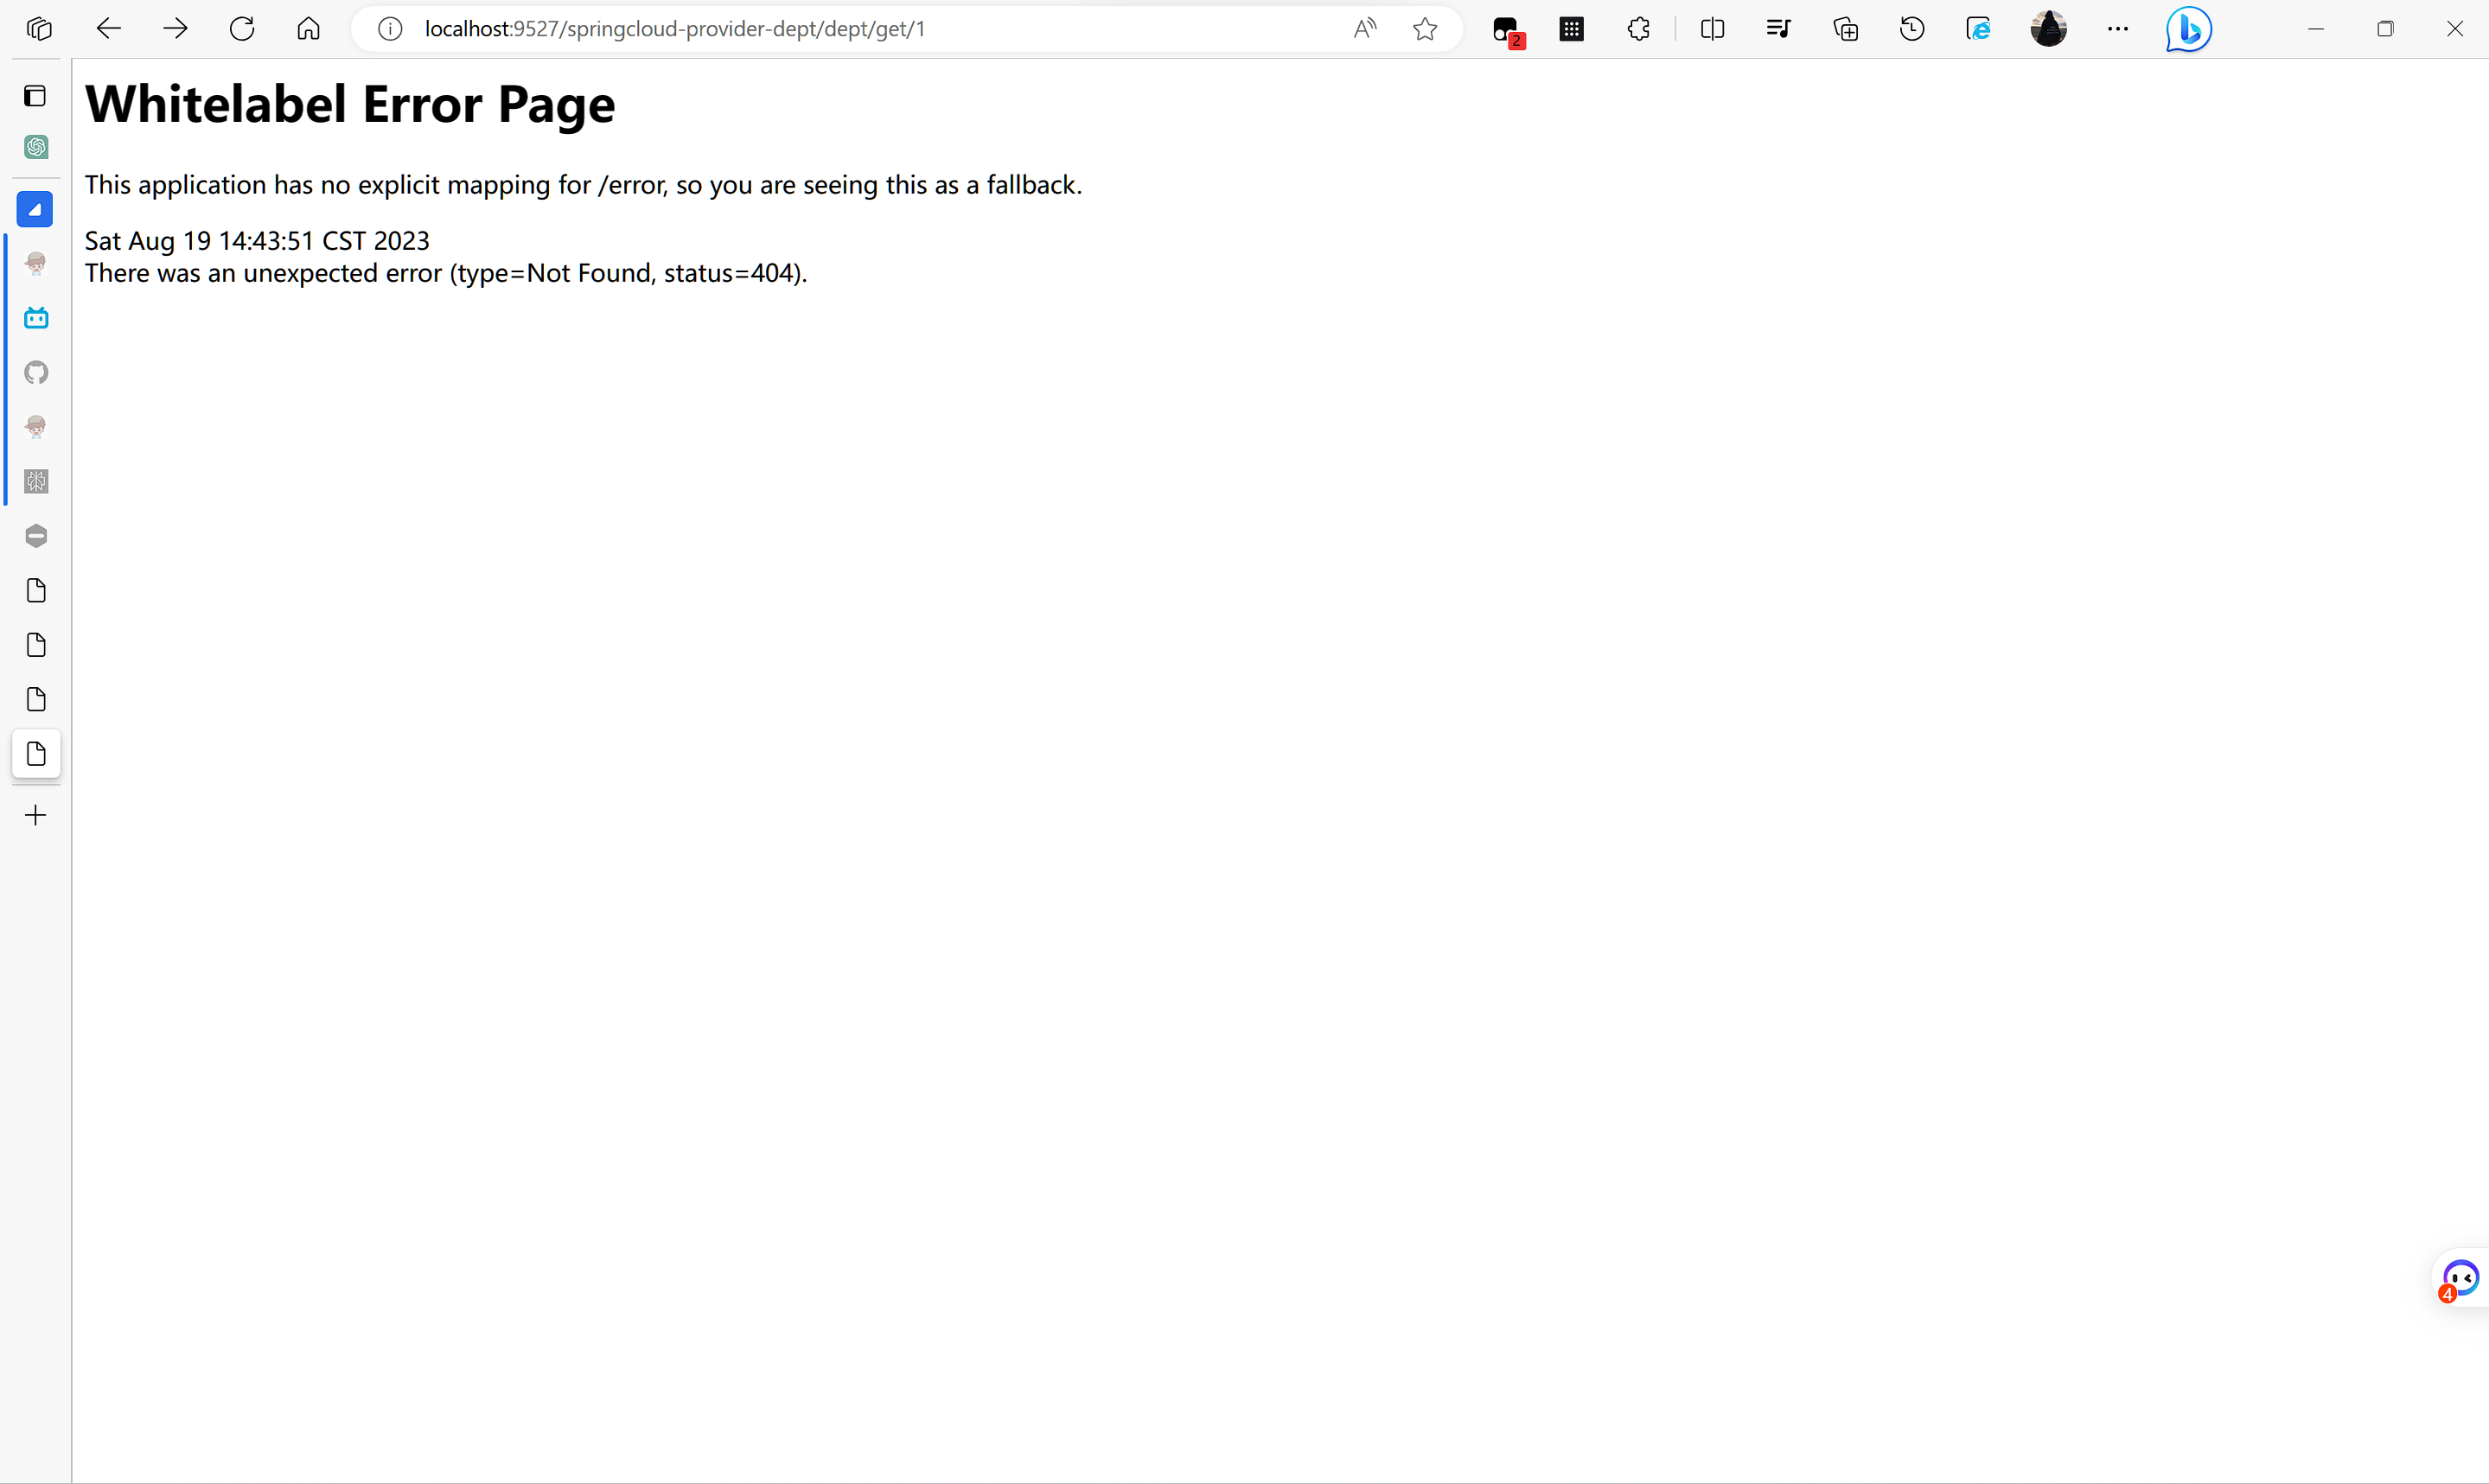 localhost:9527/springcloud-provider-dept/dept/get/1
2
Whitelabel Error Page
This application has no explicit mapping for /error, so you are seeing this as a fallback.
Sat Aug 19 14:43:51 CST 2023
There was an unexpected error (type=Not Found, status=404).
4